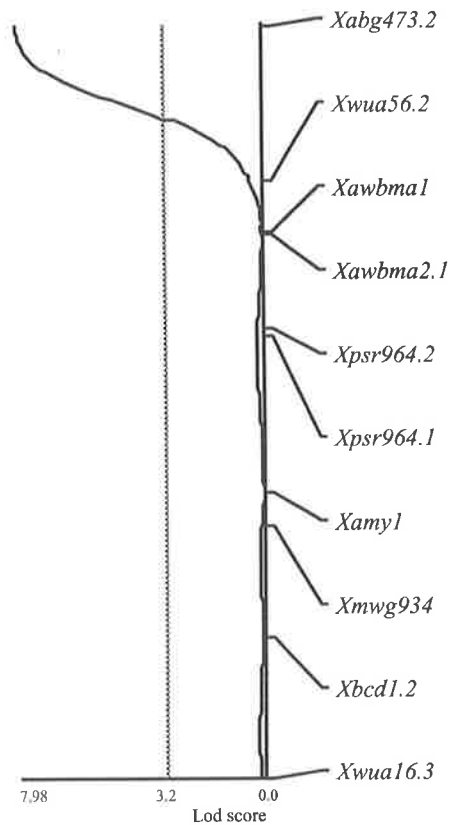 Xabg473.2
Xwua56.2
Xawbma1
Xawbma2.1
Xpsr964.2
Xpsr964.1
Xamy1
Xmwg934
Xbcd1.2
Xwua16.3
7.98 3.2 0.0
Lod score